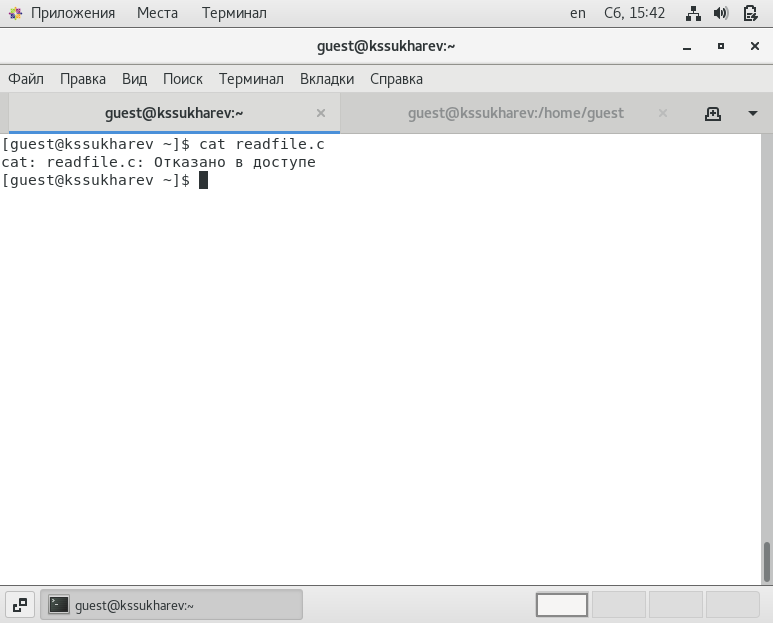 Приложения Места Терминал en Сб, 15:42
guest@kssukharev:~
Файл Правка Вид Поиск Терминал Вкладки Справка
guest@kssukharev:~ × guest@kssukharev:/home/guest ×
[guest@kssukharev ~]$ cat readfile.c
cat: readfile.c: Отказано в доступе
[guest@kssukharev ~]$
guest@kssukharev:~